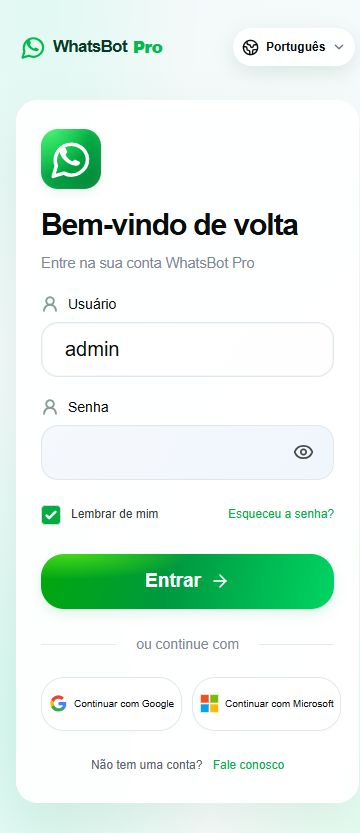 WhatsBot Pro
Português
Bem-vindo de volta
Entre na sua conta WhatsBot Pro
Usuário
admin
Senha
Lembrar de mim
Esqueceu a senha?
Entrar →
ou continue com
Continuar com Google
Continuar com Microsoft
Não tem uma conta? Fale conosco